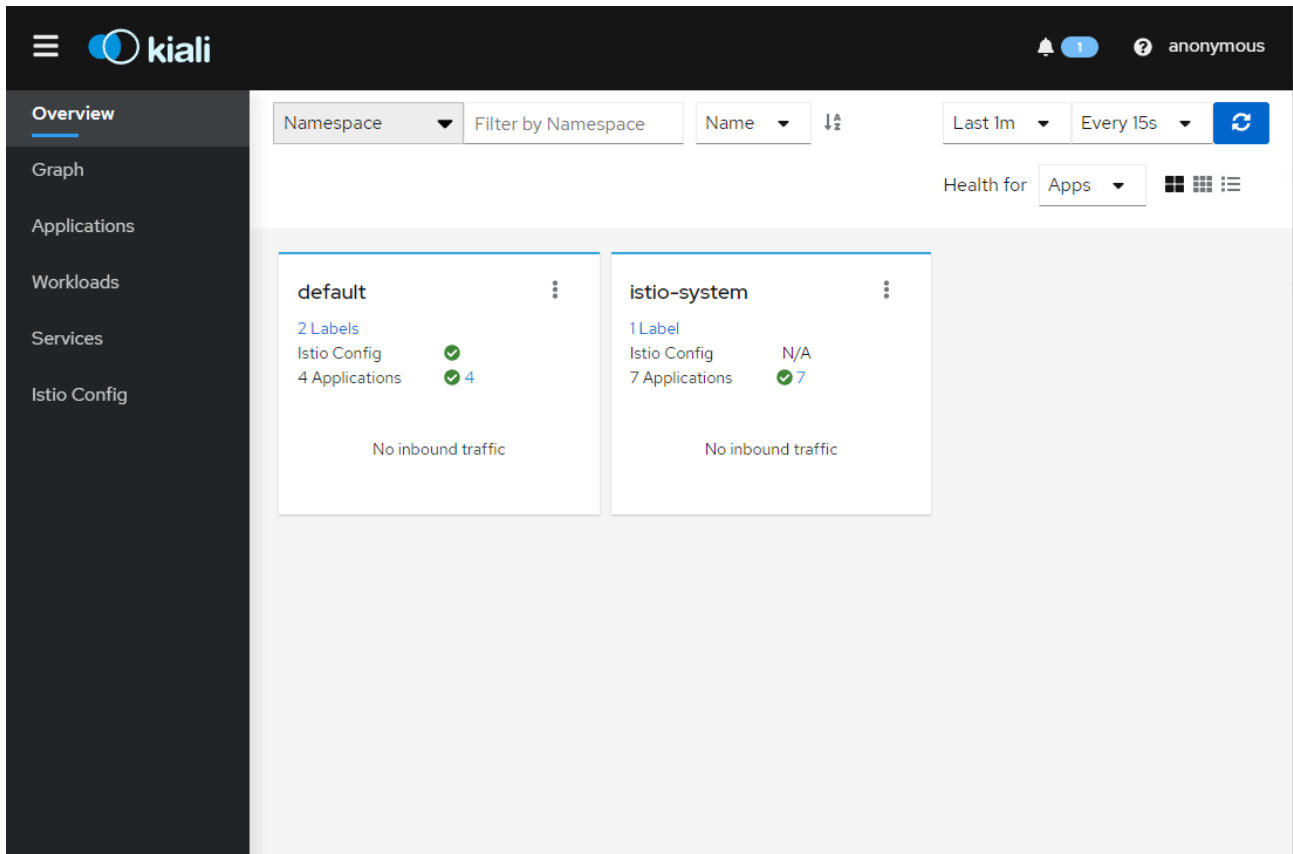 kiali
1
anonymous
Overview
Graph
Applications
Workloads
Services
Istio Config
Namespace
Filter by Namespace
Name
Last 1m
Every 15s
Health for
Apps
default
2 Labels
Istio Config
4 Applications 4
No inbound traffic
istio-system
1 Label
Istio Config N/A
7 Applications 7
No inbound traffic